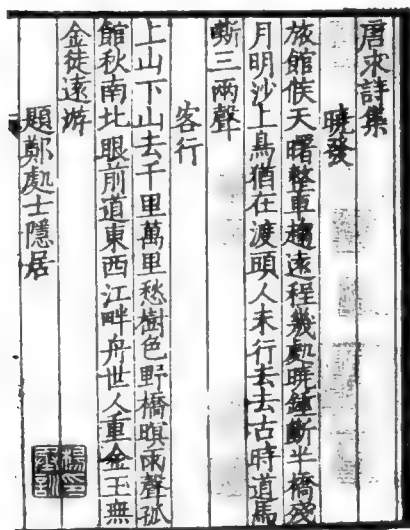 唐求詩集
曉發
旅館候天曙整車趨遠程幾處曉鍾斷半橋殘
月明沙上鳥猶在渡頭人未行去去古時道馬
嘶三兩聲
客行
上山下山去千里萬里愁樹色野橋暝雨聲孤
館秋南北眼前道東西江畔舟世人重金玉無
金徒遠游
題鄭處士隱居